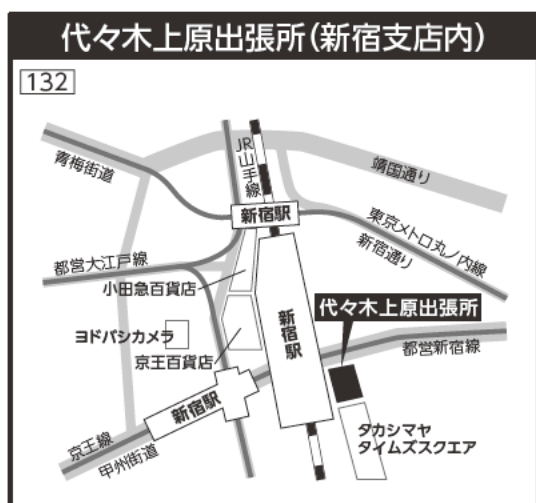 代々木上原出張所（新宿支店内）
132
青梅街道
JR山手線
靖国通り
新宿駅
東京メトロ丸ノ内線
新宿通り
都営大江戸線
小田急百貨店
ヨドバシカメラ
京王百貨店
新宿駅
代々木上原出張所
都営新宿線
新宿駅
京王線
甲州街道
タカシマヤ
タイムズスクエア